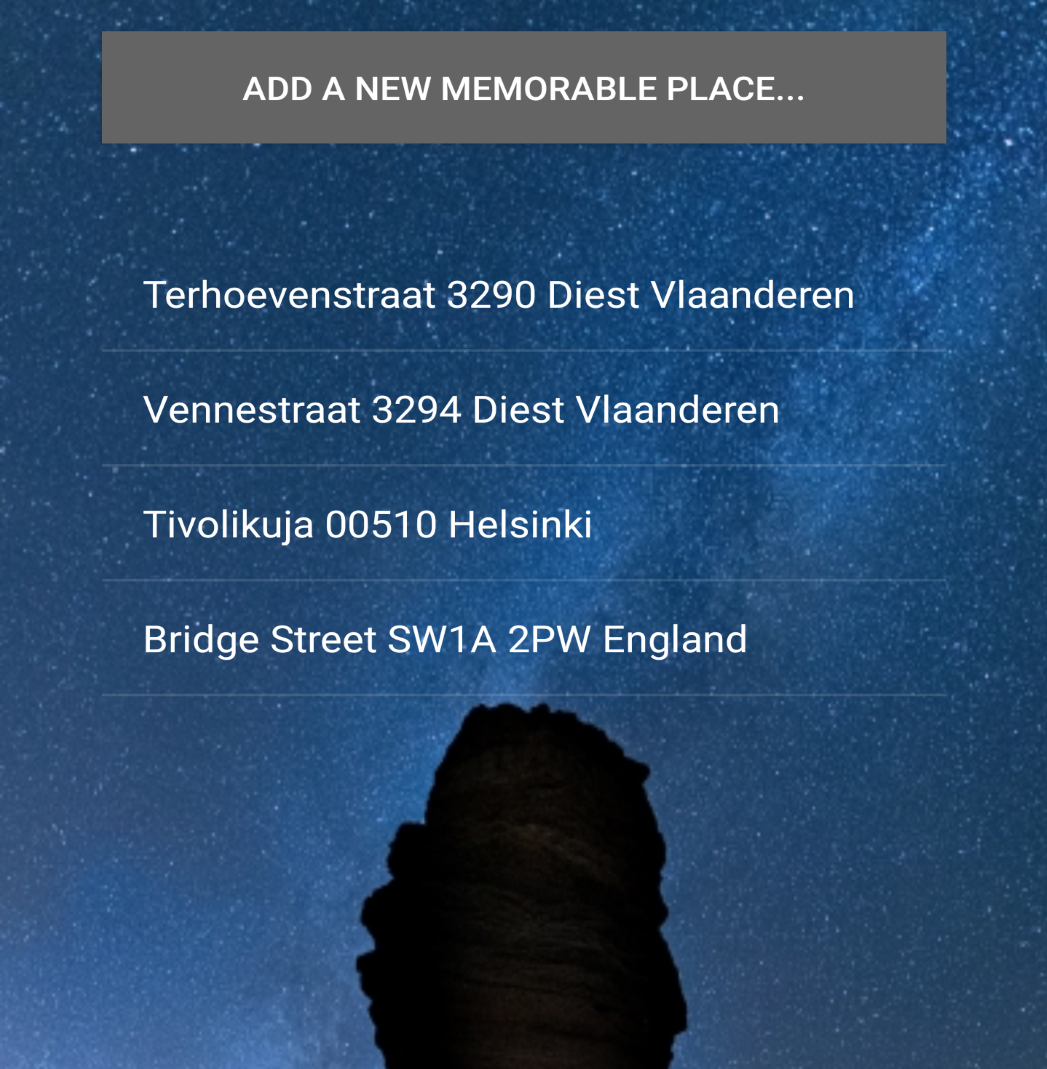 ADD A NEW MEMORABLE PLACE...
Terhoevenstraat 3290 Diest Vlaanderen
Vennestraat 3294 Diest Vlaanderen
Tivolikuja 00510 Helsinki
Bridge Street SW1A 2PW England